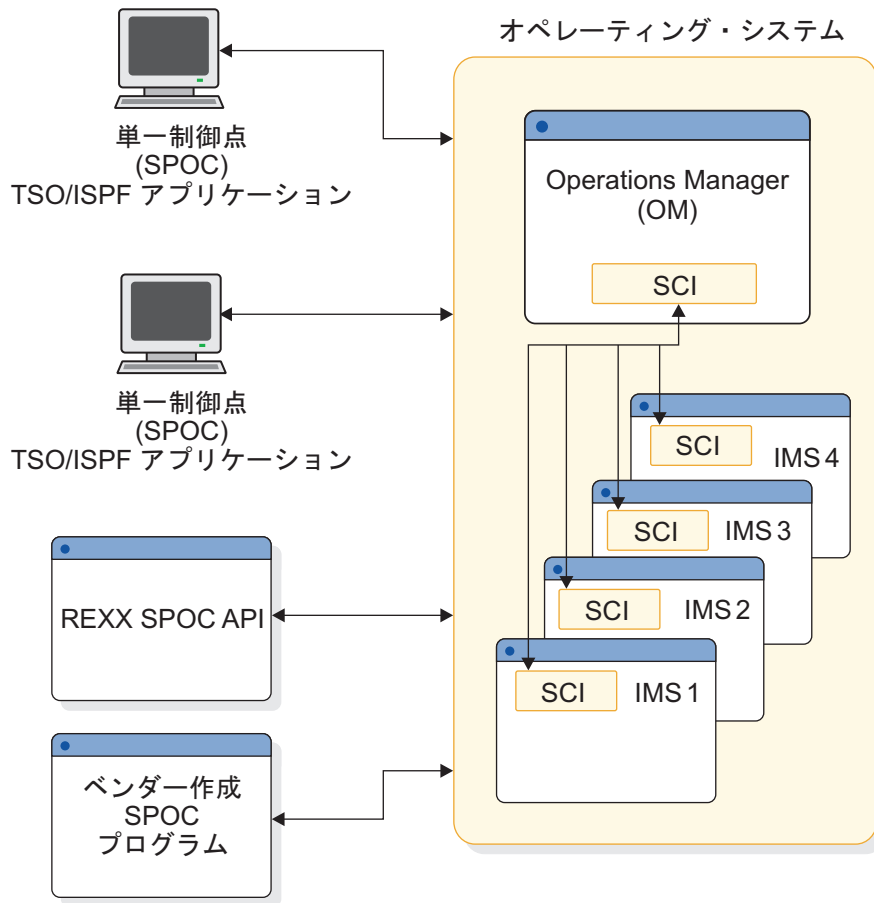 オペレーティング・システム
単一制御点
(SPOC)
TSO/ISPF アプリケーション
Operations Manager
(OM)
SCI
単一制御点
(SPOC)
TSO/ISPF アプリケーション
SCI
IMS 4
SCI
IMS 3
REXX SPOC API
SCI
IMS 2
SCI
IMS 1
ベンダー作成
SPOC
プログラム